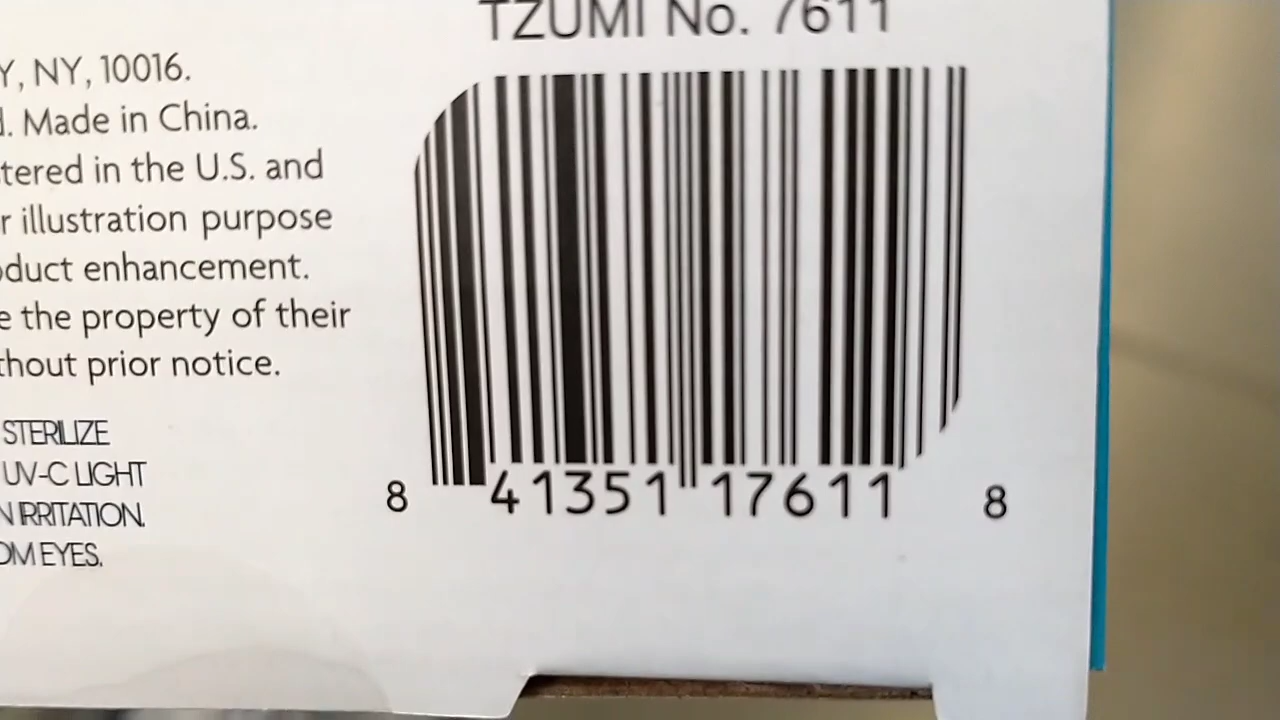 TZUMI No. 7611
Y, NY, 10016.
d. Made in China.
tered in the U.S. and
r illustration purpose
oduct enhancement.
e the property of their
thout prior notice.
STERILIZE
UV-C LIGHT
N IRRITATION.
OM EYES.
8 41351 17611 8